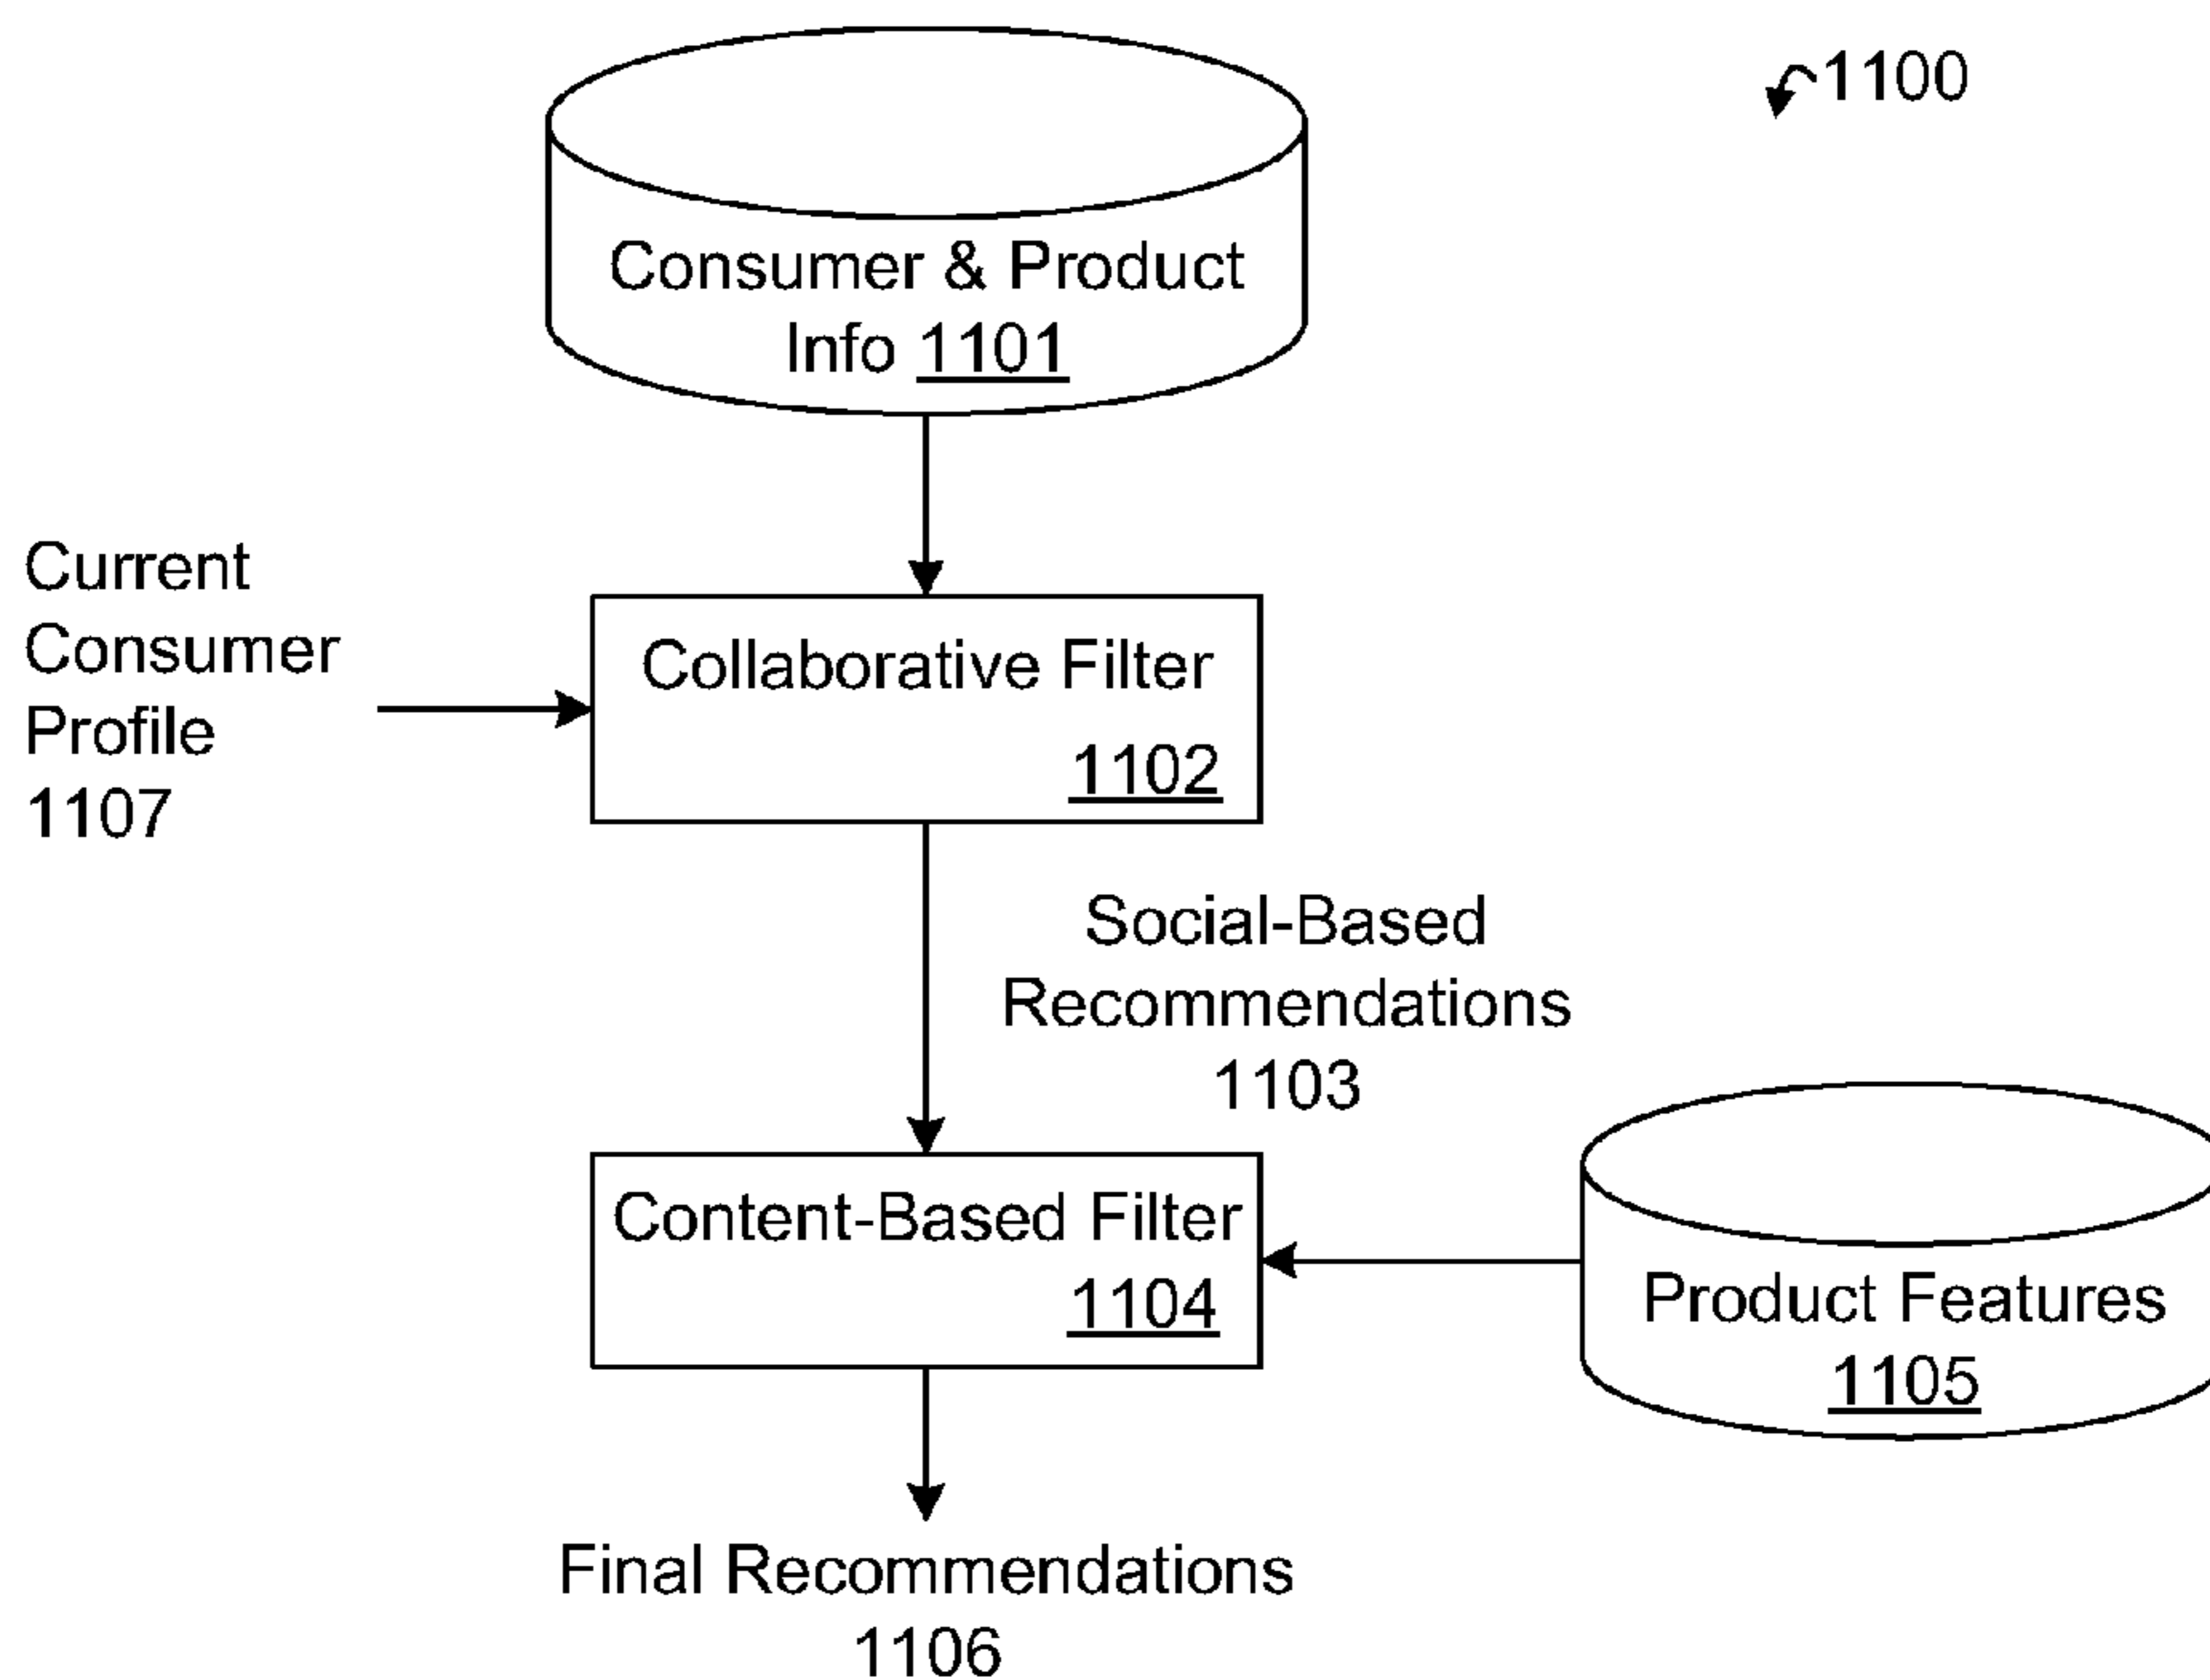 1100
Consumer & Product
Info 1101
Current
Consumer
Profile
1107
Collaborative Filter
1102
Social-Based
Recommendations
1103
Content-Based Filter
1104
Product Features
1105
Final Recommendations
1106